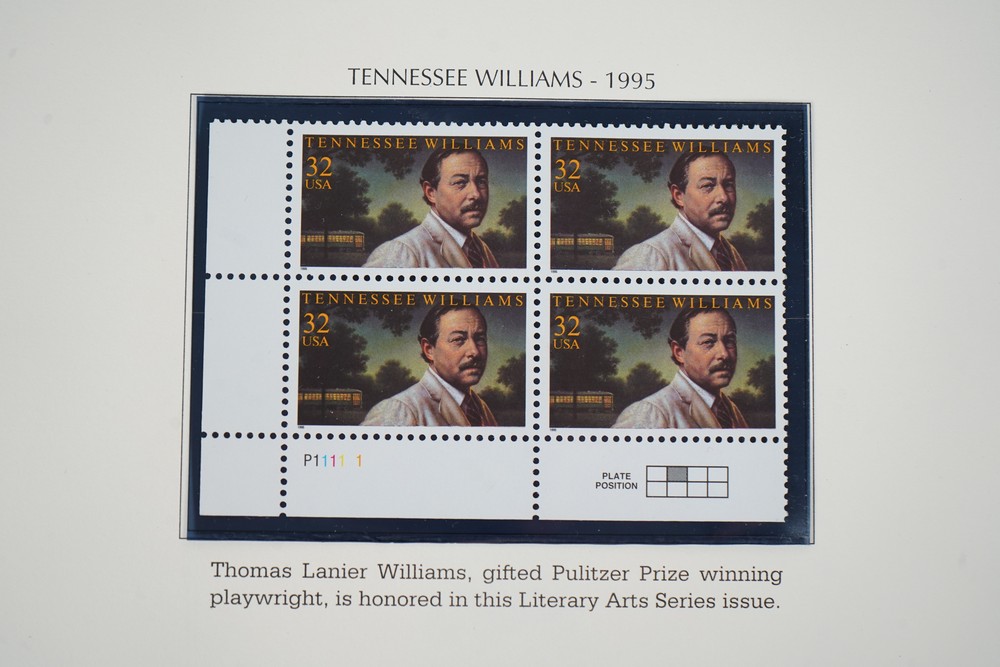 TENNESSEE WILLIAMS - 1995
TENNESSEE WILLIAMS
32
USA
TENNESSEE WILLIAMS
32
USA
TENNESSEE WILLIAMS
32
USA
TENNESSEE WILLIAMS
32
USA
P1111 1
PLATE
POSITION
Thomas Lanier Williams, gifted Pulitzer Prize winning
playwright, is honored in this Literary Arts Series issue.